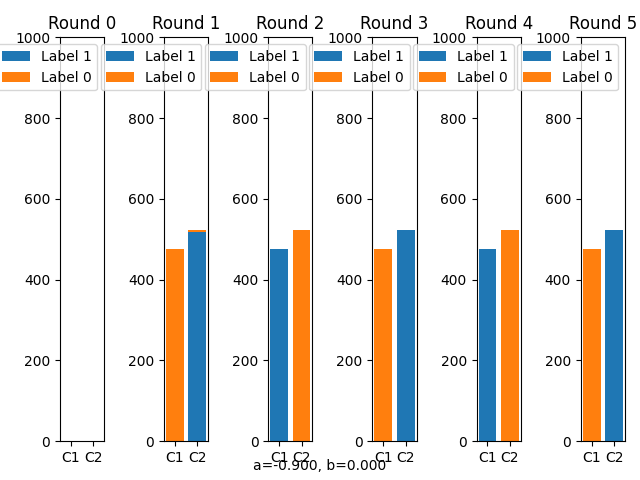 Round 0 Round 1 Round 2 Round 3 Round 4 Round 5
1000 1000 1000 1000 1000 1000
Label 1 Label 1 Label 1 Label 1 Label 1 Label 1
Label 0 Label 0 Label 0 Label 0 Label 0 Label 0
800 800 800 800 800 800
600 600 600 600 600 600
400 400 400 400 400 400
200 200 200 200 200 200
0 0 0 0 0 0
C1 C2 C1 C2 C1 C2 C1 C2 C1 C2 C1 C2
a=-0.900, b=0.000